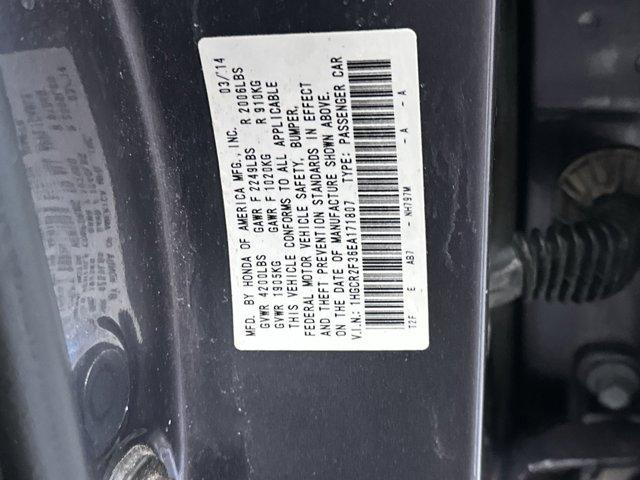 MFD. BY HONDA OF AMERICA MFG., INC. 03/14
GVWR 4200LBS GAWR F 2249LBS R 2006LBS
GVWR 1905KG GAWR F 1020KG R 910KG
THIS VEHICLE CONFORMS TO ALL APPLICABLE
FEDERAL MOTOR VEHICLE SAFETY, BUMPER,
AND THEFT PREVENTION STANDARDS IN EFFECT
ON THE DATE OF MANUFACTURE SHOWN ABOVE.
V.I.N.: 1HGCR2F36EA171807 TYPE: PASSENGER CAR
T2F E AB7 - NH797M - A - A